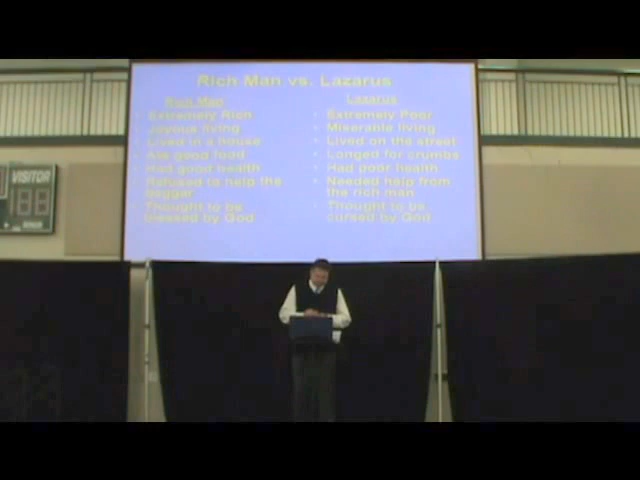 Rich Man vs. Lazarus
Rich Man
Extremely Rich
Joyous living
Lived in a house
Ate good food
Had good health
Refused to help the
beggar
Thought to be
blessed by God
Lazarus
Extremely Poor
Miserable living
Lived on the street
Longed for crumbs
Had poor health
Needed help from
the rich man
Thought to be
cursed by God
VISITOR